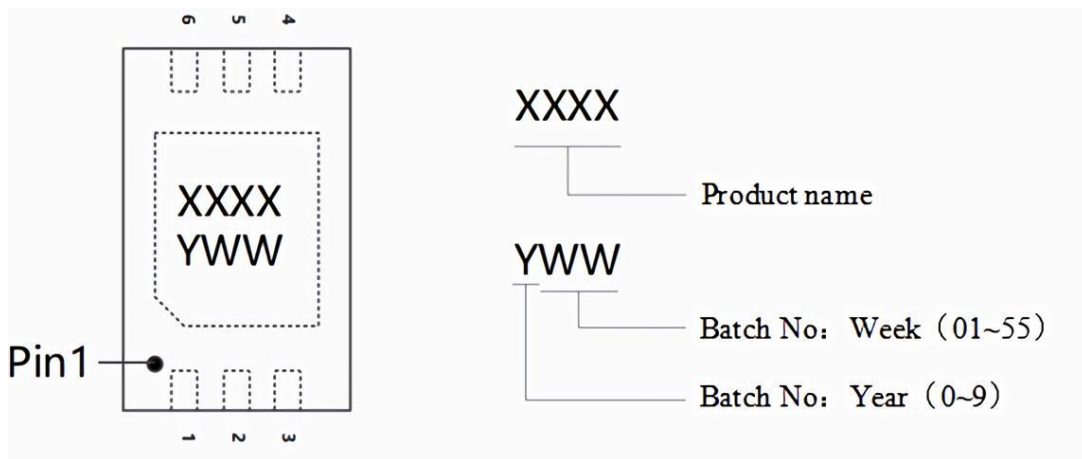 6 5 4
XXXX
YWW
Pin1
1 2 3
XXXX
Product name
YWW
Batch No：Week（01~55）
Batch No：Year（0~9）